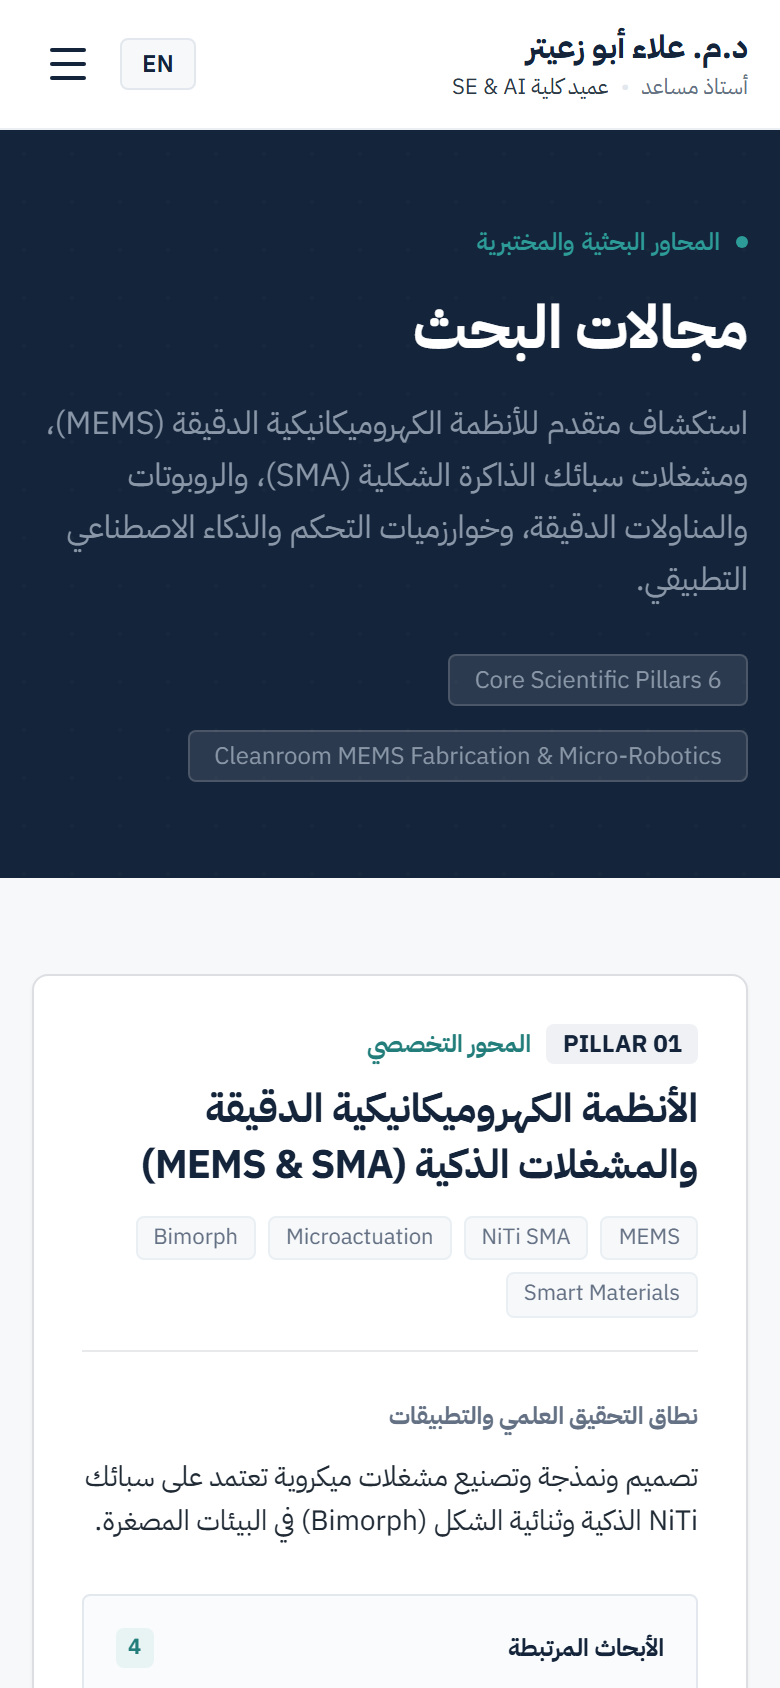 د.م. علاء أبو زعيتر
أستاذ مساعد • عميد كلية SE & AI
EN
المحاور البحثية والمختبرية
مجالات البحث
استكشاف متقدم للأنظمة الكهروميكانيكية الدقيقة (MEMS)،
ومشغلات سبائك الذاكرة الشكلية (SMA)، والروبوتات
والمناولات الدقيقة، وخوارزميات التحكم والذكاء الاصطناعي
التطبيقي.
Core Scientific Pillars 6
Cleanroom MEMS Fabrication & Micro-Robotics
PILLAR 01 المحور التخصصي
الأنظمة الكهروميكانيكية الدقيقة
والمشغلات الذكية (MEMS & SMA)
MEMS NiTi SMA Microactuation Bimorph
Smart Materials
نطاق التحقيق العلمي والتطبيقات
تصميم ونمذجة وتصنيع مشغلات ميكروية تعتمد على سبائك
NiTi الذكية وثنائية الشكل (Bimorph) في البيئات المصغرة.
الأبحاث المرتبطة 4